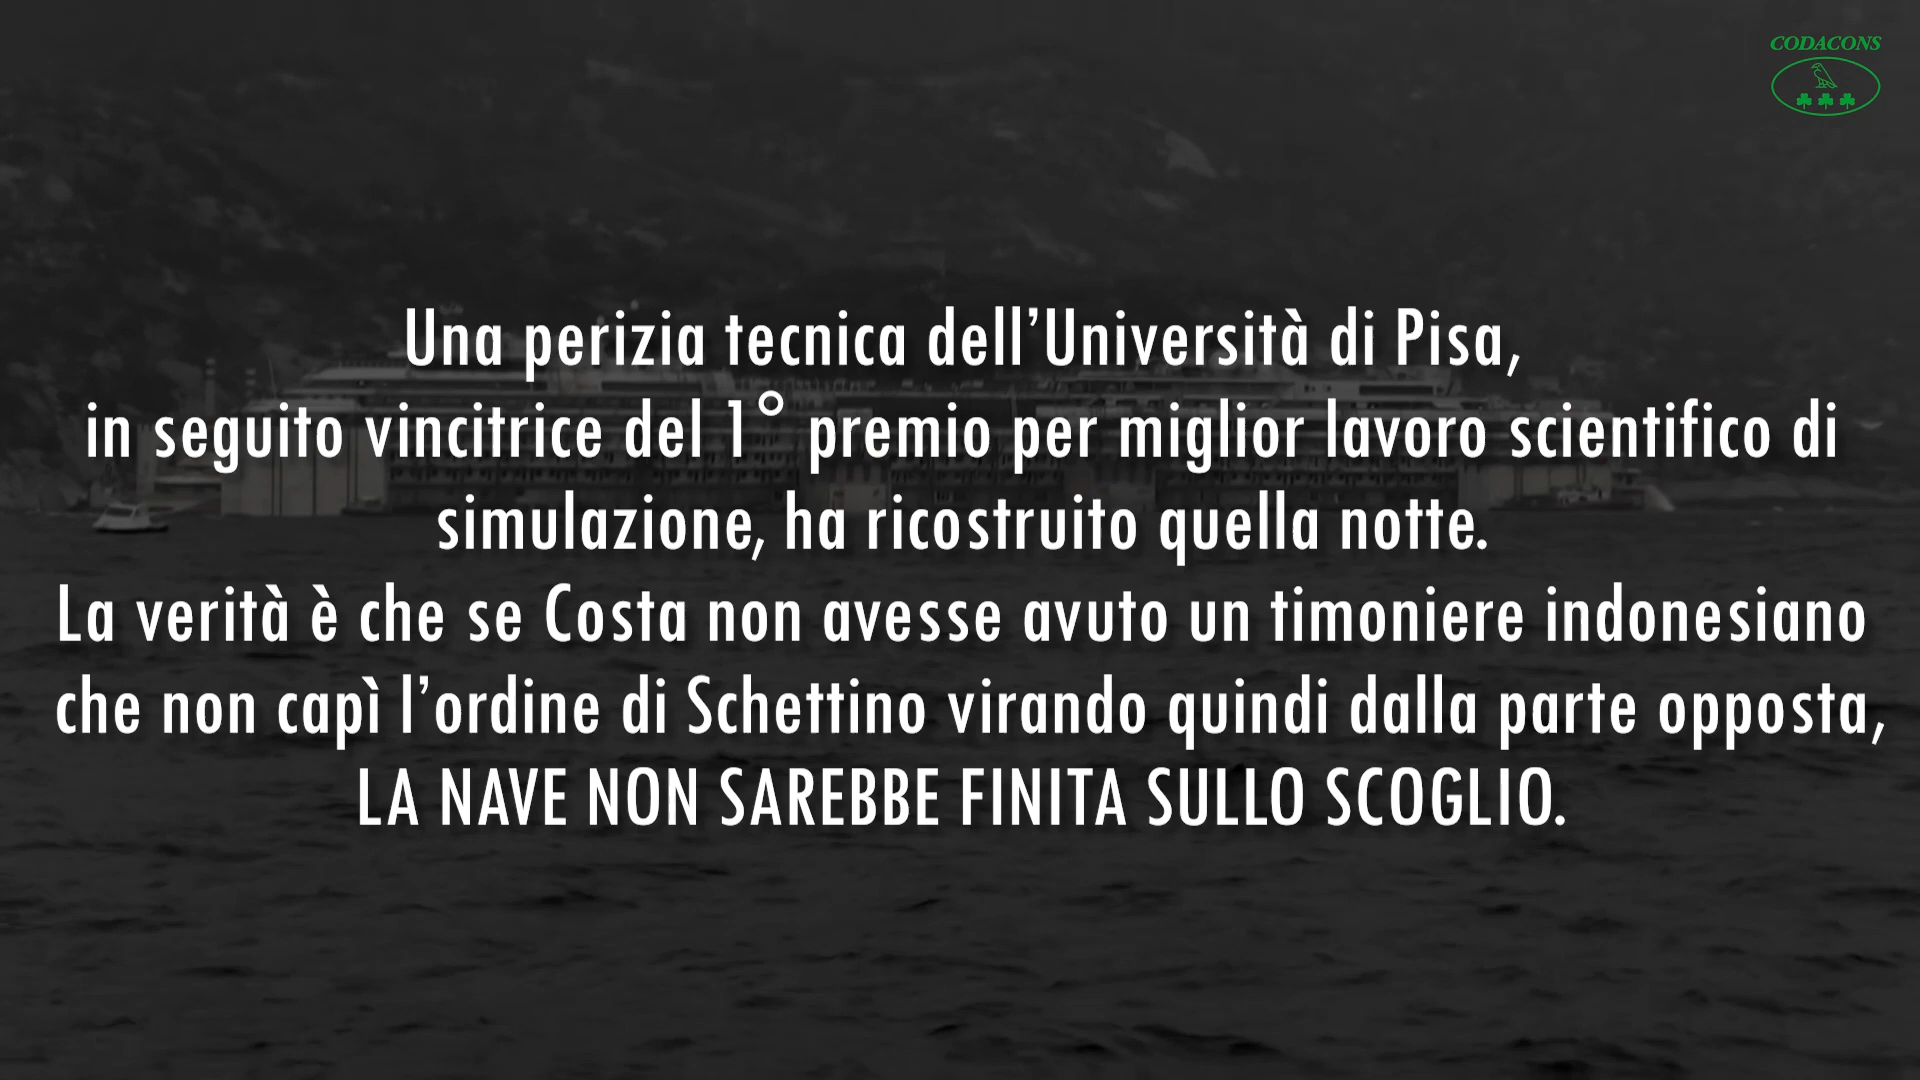 CODACONS
Una perizia tecnica dell’Università di Pisa,
in seguito vincitrice del 1° premio per miglior lavoro scientifico di
simulazione, ha ricostruito quella notte.
La verità è che se Costa non avesse avuto un timoniere indonesiano
che non capì l’ordine di Schettino virando quindi dalla parte opposta,
LA NAVE NON SAREBBE FINITA SULLO SCOGLIO.